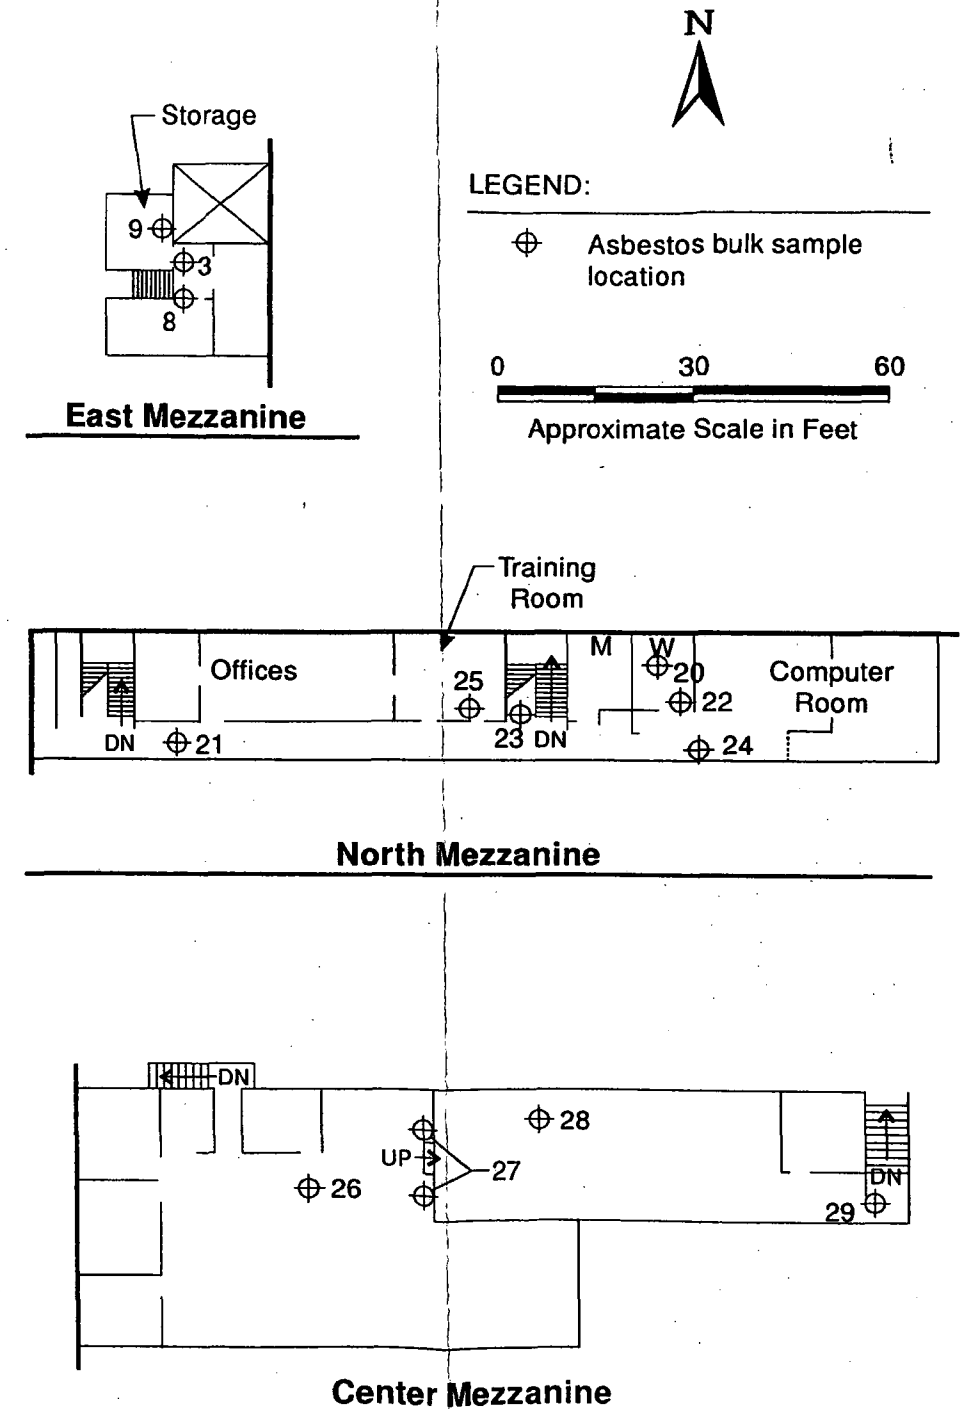 N
Storage
LEGEND:
9
Asbestos bulk sample
location
3
8
0 30 60
East Mezzanine
Approximate Scale in Feet
Training
Room
M W
Offices
20
Computer
Room
25
22
DN
21
23
DN
24
North Mezzanine
DN
28
UP
27
26
DN
29
Center Mezzanine